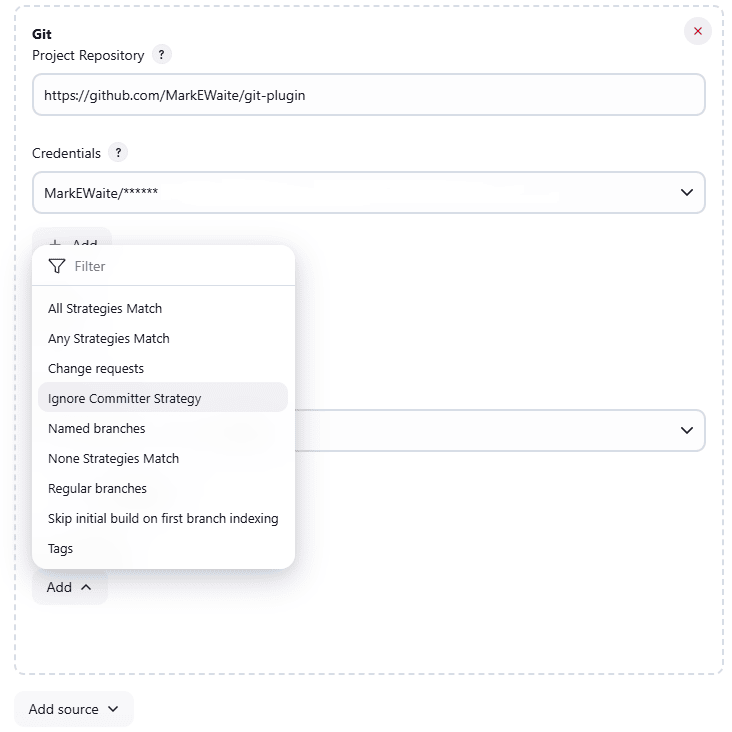 Git
Project Repository ?
https://github.com/MarkEWaite/git-plugin
Credentials ?
MarkEWaite/******
+ Add
Filter
All Strategies Match
Any Strategies Match
Change requests
Ignore Committer Strategy
Named branches
None Strategies Match
Regular branches
Skip initial build on first branch indexing
Tags
Add
Add source